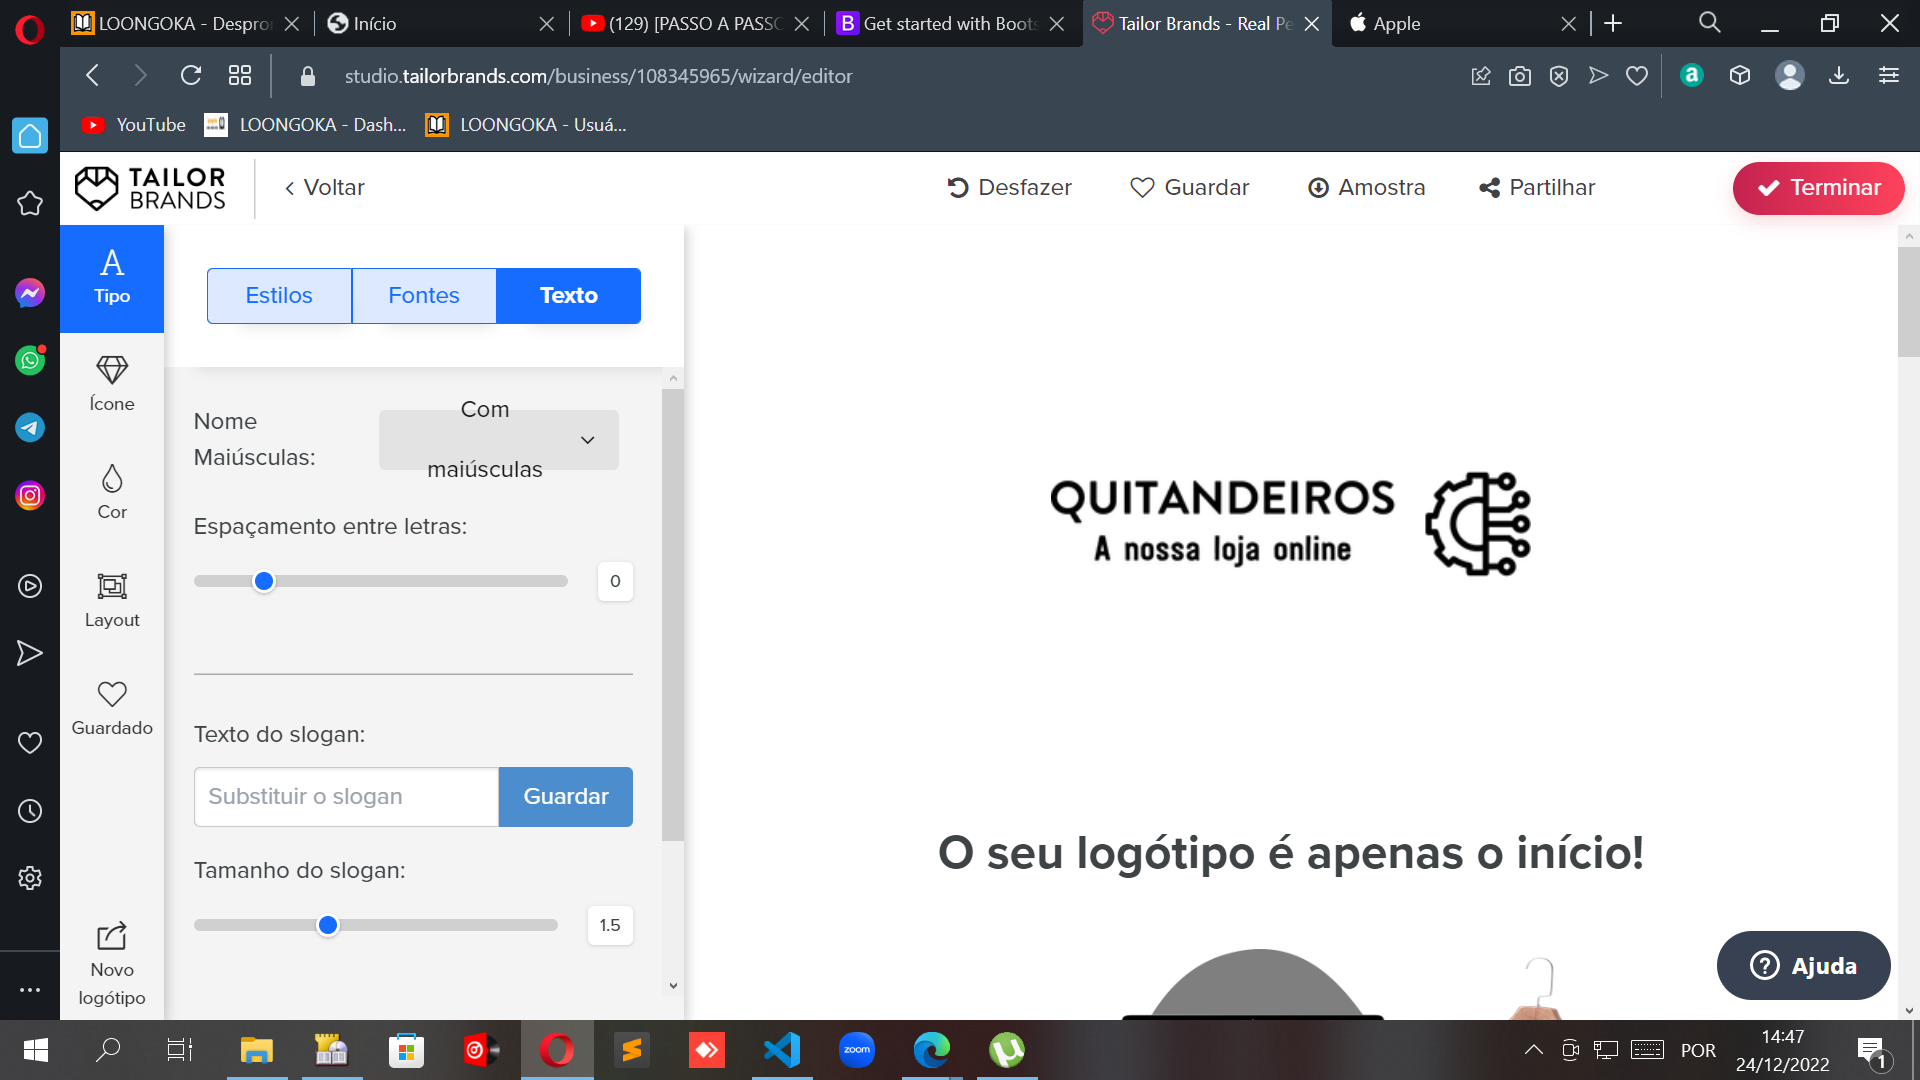 LOONGOKA - Despro
Início
(129) [PASSO A PASSO
Get started with Boots
Tailor Brands - Real Pe
Apple
studio.tailorbrands.com/business/108345965/wizard/editor
YouTube
LOONGOKA - Dash...
LOONGOKA - Usuá...
TAILOR
BRANDS
Voltar
Desfazer
Guardar
Amostra
Partilhar
Terminar
Tipo
Ícone
Cor
Layout
Guardado
Novo
logótipo
Estilos
Fontes
Texto
Nome
Maiúsculas:
Com
maiúsculas
Espaçamento entre letras:
0
Texto do slogan:
Substituir o slogan
Guardar
Tamanho do slogan:
1.5
QUITANDEIROS
A nossa loja online
O seu logótipo é apenas o início!
Ajuda
zoom
POR
14:47
24/12/2022
1